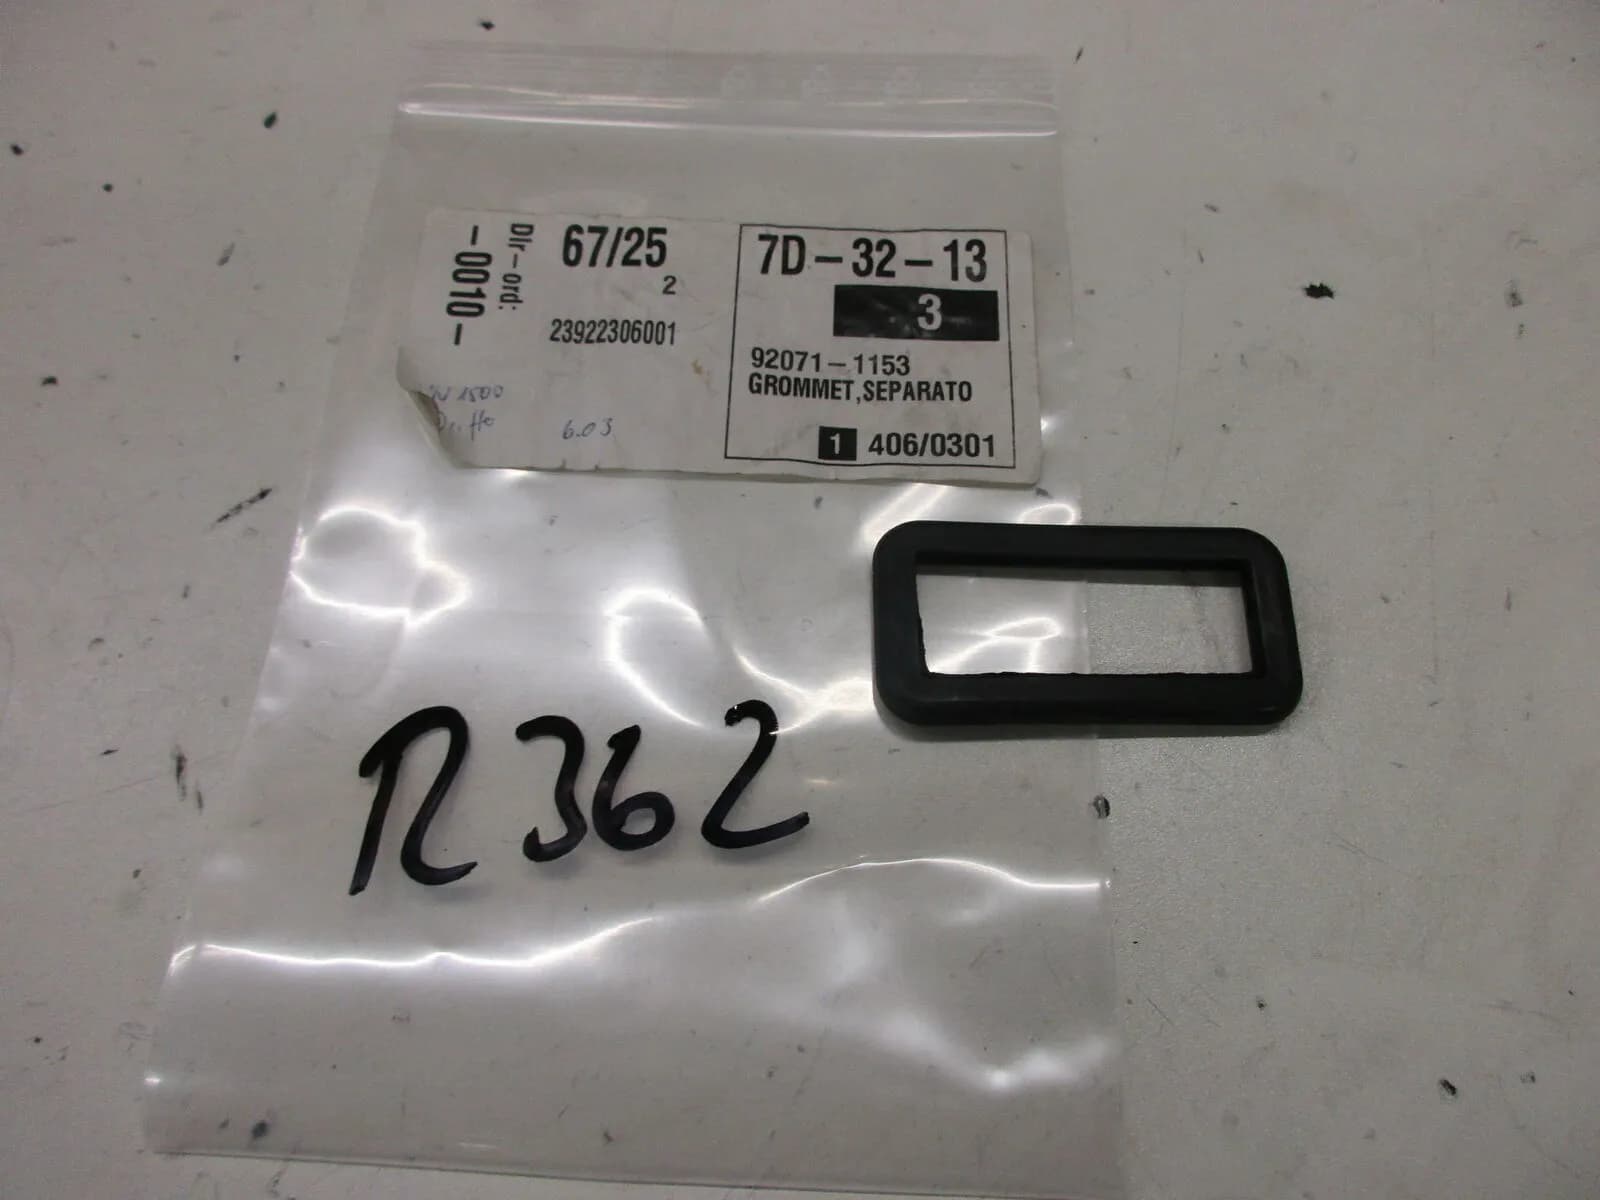 Dlr-ord:
-0010-
67/25
2
23922306001
7D-32-13
3
92071-1153
GROMMET,SEPARATO
1 406/0301
1500
6.03
R362